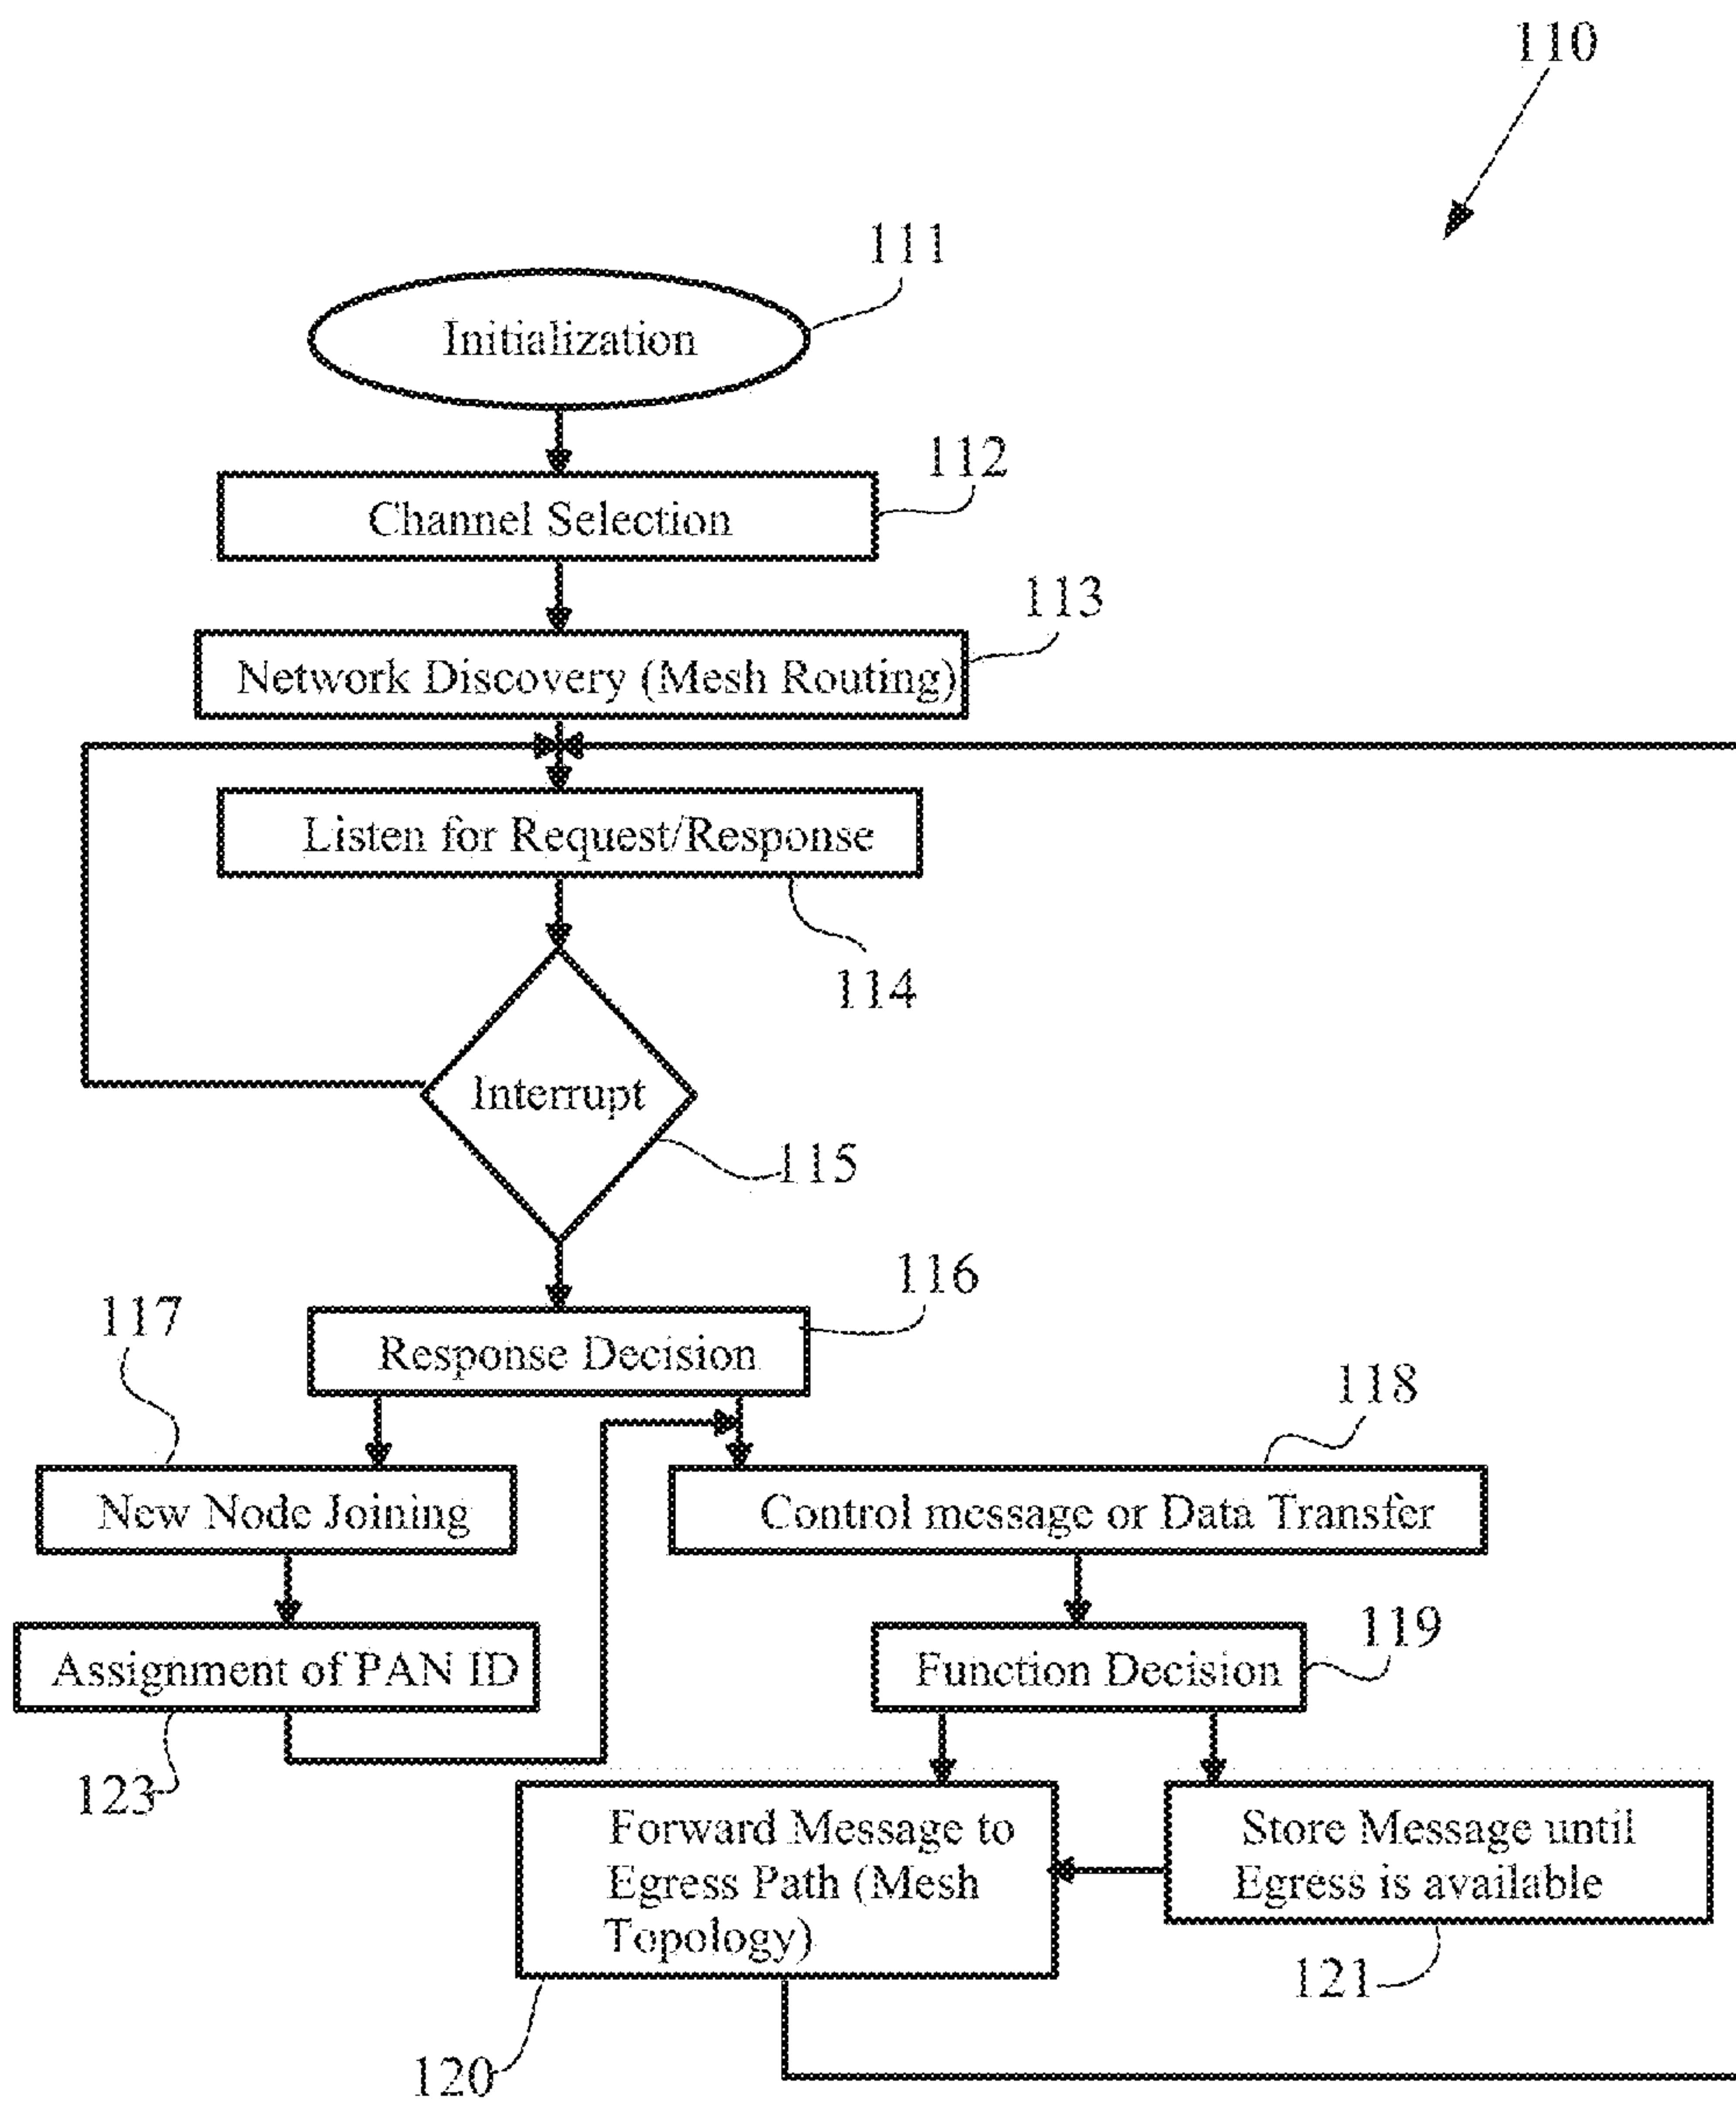 110
111
Initialization
112
Channel Selection
113
Network Discovery (Mesh Routing)
Listen for Request/Response
114
Interrupt
115
116
Response Decision
117
118
New Node Joining
Control message or Data Transfer
119
Assignment of PAN ID
Function Decision
123
Forward Message to
Egress Path (Mesh
Topology)
Store Message until
Egress is available
121
120